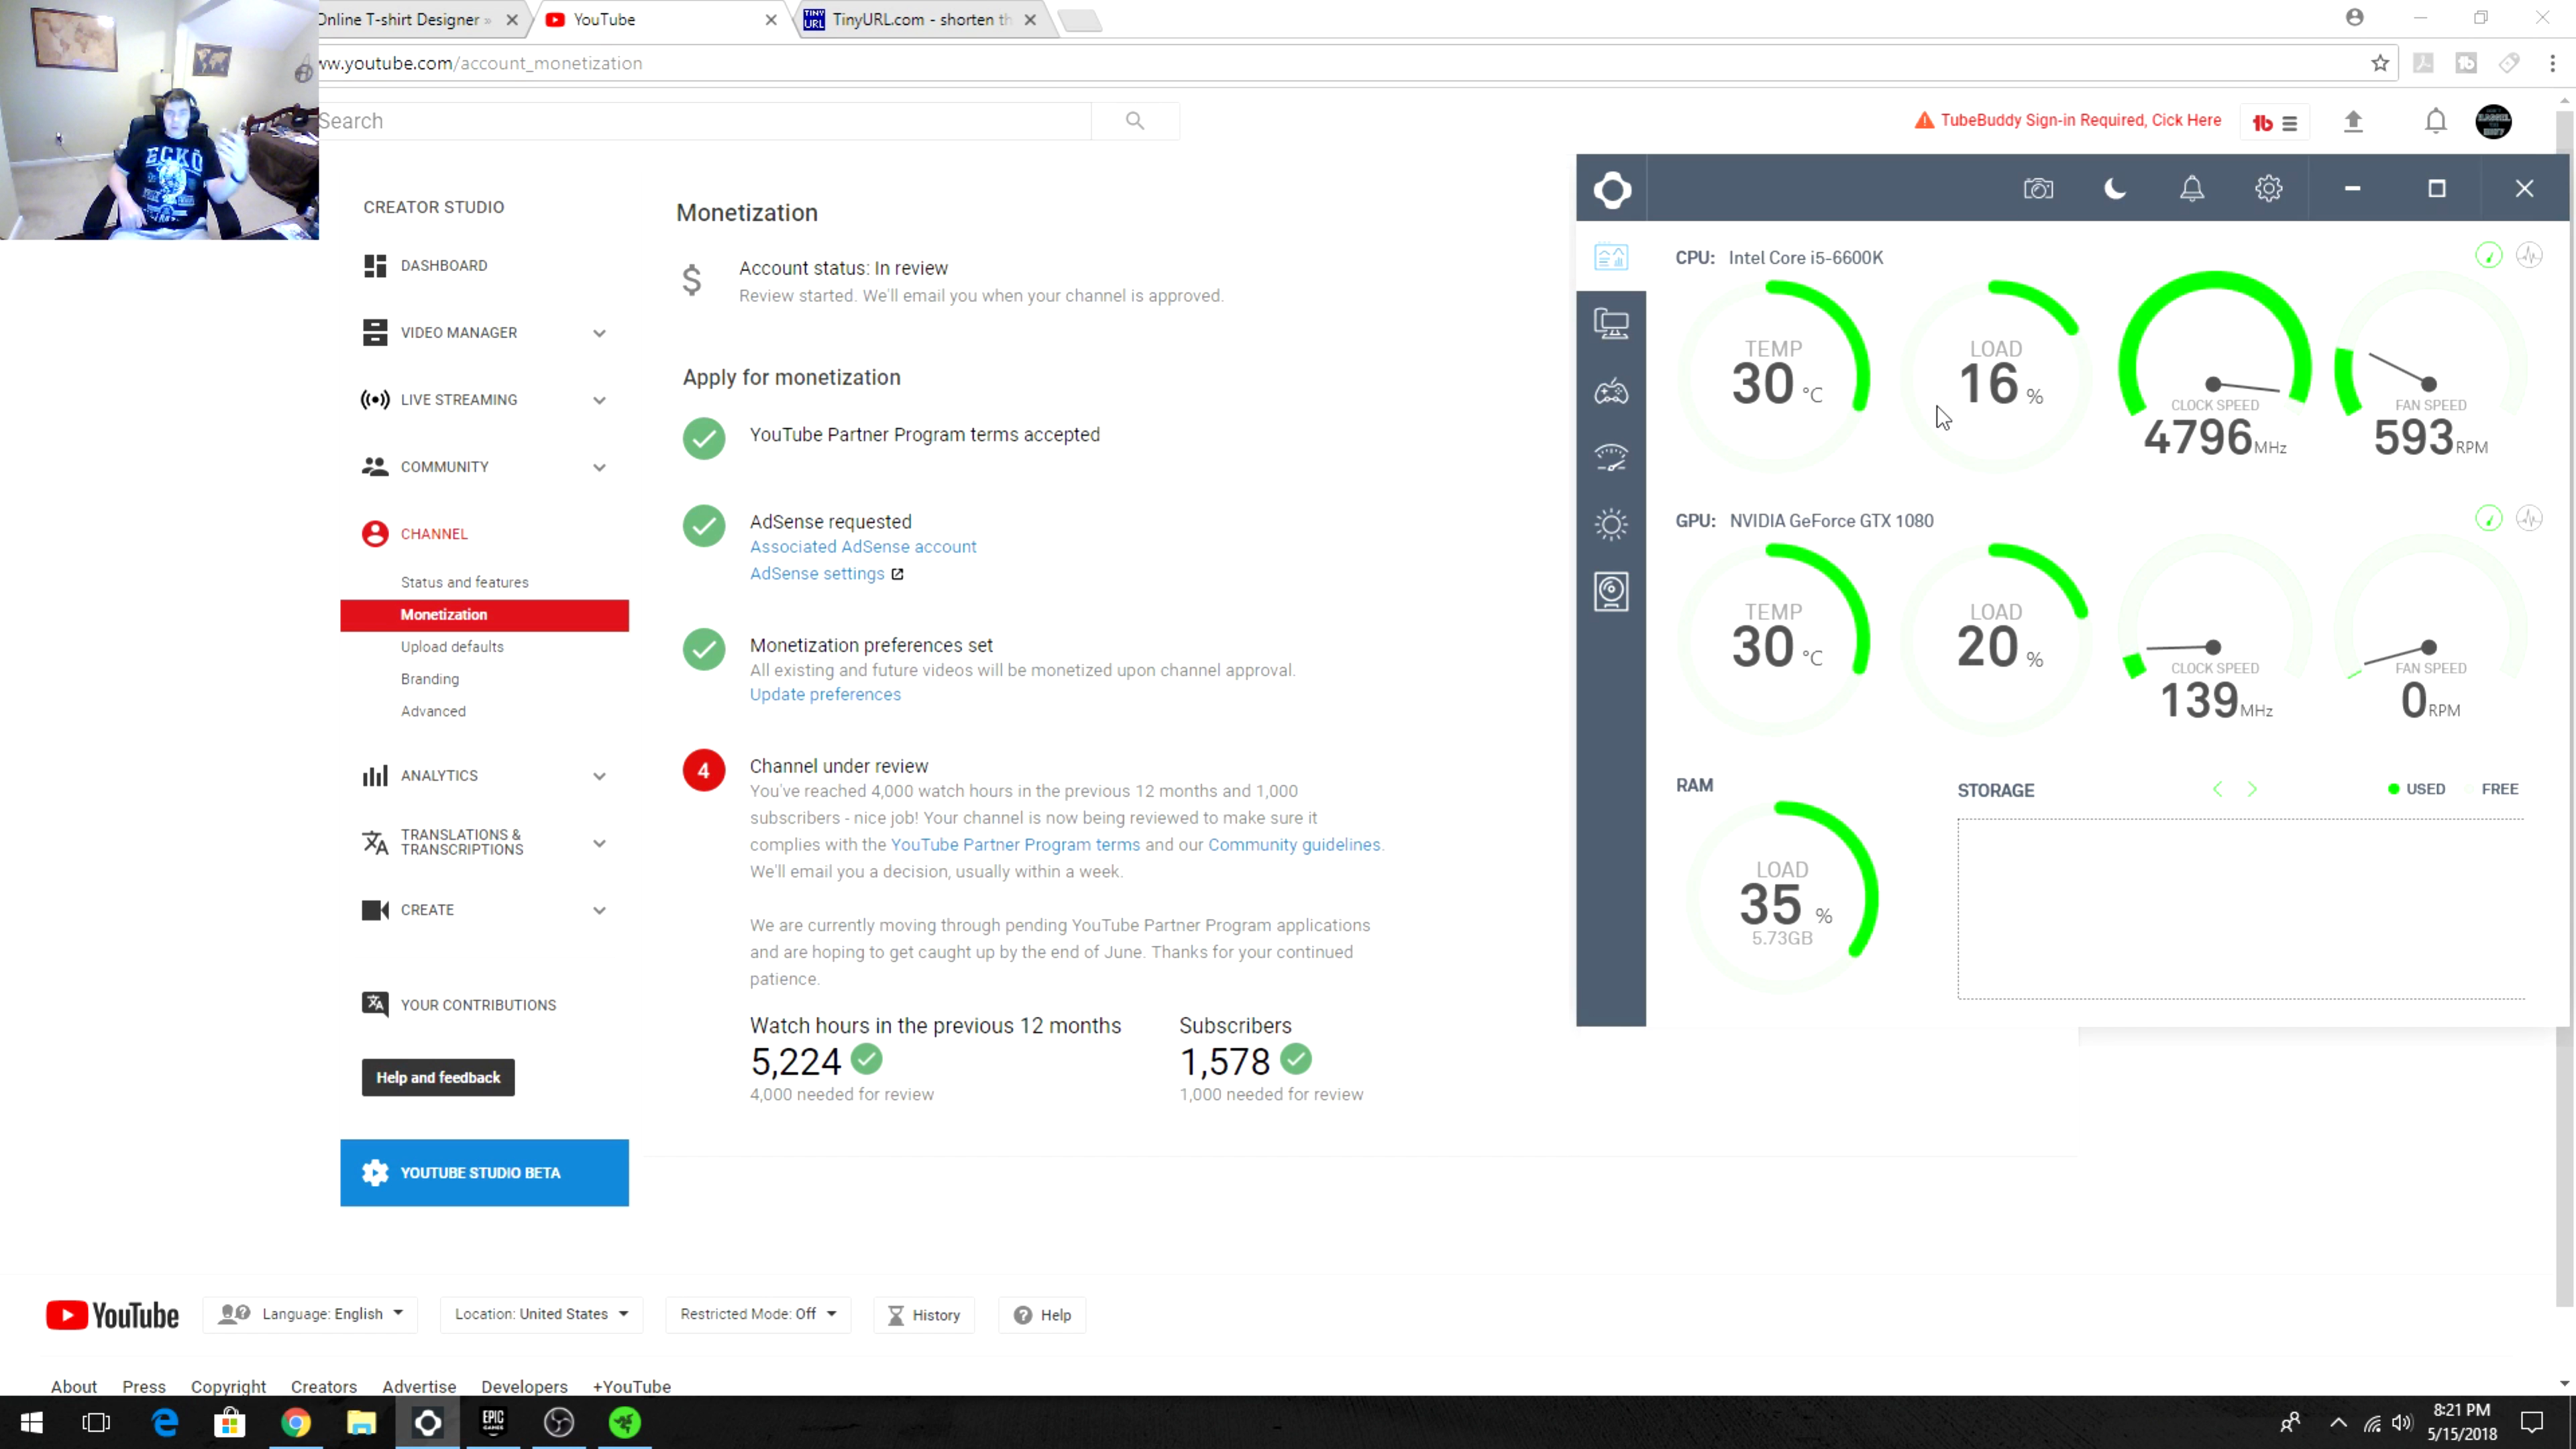 Online T-shirt Designer »
YouTube
TinyURL.com - shorten th
ww.youtube.com/account_monetization
Search
TubeBuddy Sign-in Required, Cick Here
ECKŌ
CREATOR STUDIO
DASHBOARD
VIDEO MANAGER
LIVE STREAMING
COMMUNITY
CHANNEL
Status and features
Monetization
Upload defaults
Branding
Advanced
ANALYTICS
TRANSLATIONS &
TRANSCRIPTIONS
CREATE
YOUR CONTRIBUTIONS
Help and feedback
YOUTUBE STUDIO BETA
Monetization
Account status: In review
Review started. We'll email you when your channel is approved.
Apply for monetization
YouTube Partner Program terms accepted
AdSense requested
Associated AdSense account
AdSense settings
Monetization preferences set
All existing and future videos will be monetized upon channel approval.
Update preferences
4
Channel under review
You've reached 4,000 watch hours in the previous 12 months and 1,000
subscribers - nice job! Your channel is now being reviewed to make sure it
complies with the YouTube Partner Program terms and our Community guidelines.
We'll email you a decision, usually within a week.
We are currently moving through pending YouTube Partner Program applications
and are hoping to get caught up by the end of June. Thanks for your continued
patience.
Watch hours in the previous 12 months
5,224
4,000 needed for review
Subscribers
1,578
1,000 needed for review
CPU: Intel Core i5-6600K
TEMP
30 °C
LOAD
16 %
CLOCK SPEED
4796 MHz
FAN SPEED
593 RPM
GPU: NVIDIA GeForce GTX 1080
TEMP
30 °C
LOAD
20 %
CLOCK SPEED
139 MHz
FAN SPEED
0 RPM
RAM
LOAD
35 %
5.73GB
STORAGE
USED
FREE
YouTube
Language: English
Location: United States
Restricted Mode: Off
History
Help
About Press Copyright Creators Advertise Developers +YouTube
EPIC
GAMES
8:21 PM
5/15/2018